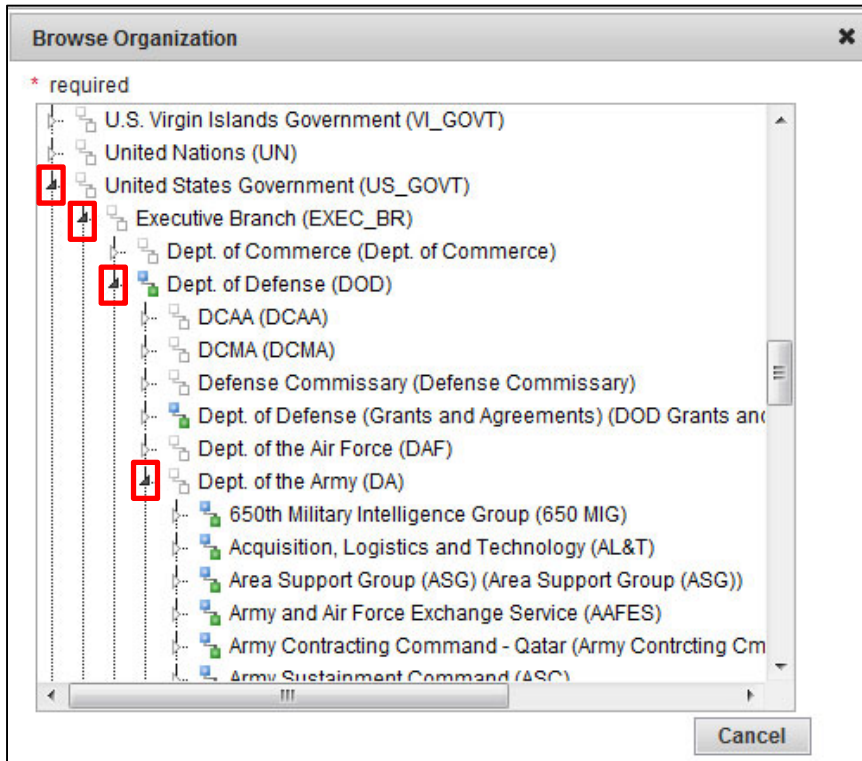 Browse Organization
* required
U.S. Virgin Islands Government (VI_GOVT)
United Nations (UN)
United States Government (US_GOVT)
Executive Branch (EXEC_BR)
Dept. of Commerce (Dept. of Commerce)
Dept. of Defense (DOD)
DCAA (DCAA)
DCMA (DCMA)
Defense Commissary (Defense Commissary)
Dept. of Defense (Grants and Agreements) (DOD Grants and
Dept. of the Air Force (DAF)
Dept. of the Army (DA)
650th Military Intelligence Group (650 MIG)
Acquisition, Logistics and Technology (AL&T)
Area Support Group (ASG) (Area Support Group (ASG))
Army and Air Force Exchange Service (AAFES)
Army Contracting Command - Qatar (Army Contrcting Cm
Army Sustainment Command (ASC)
Cancel